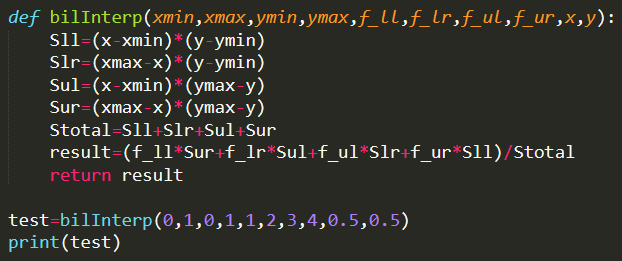 def bilInterp(xmin,xmax,ymin,ymax,f_ll,f_lr,f_ul,f_ur,x,y):
    Sll=(x-xmin)*(y-ymin)
    Slr=(xmax-x)*(y-ymin)
    Sul=(x-xmin)*(ymax-y)
    Sur=(xmax-x)*(ymax-y)
    Stotal=Sll+Slr+Sul+Sur
    result=(f_ll*Sur+f_lr*Sul+f_ul*Slr+f_ur*Sll)/Stotal
    return result
test=bilInterp(0,1,0,1,1,2,3,4,0.5,0.5)
print(test)